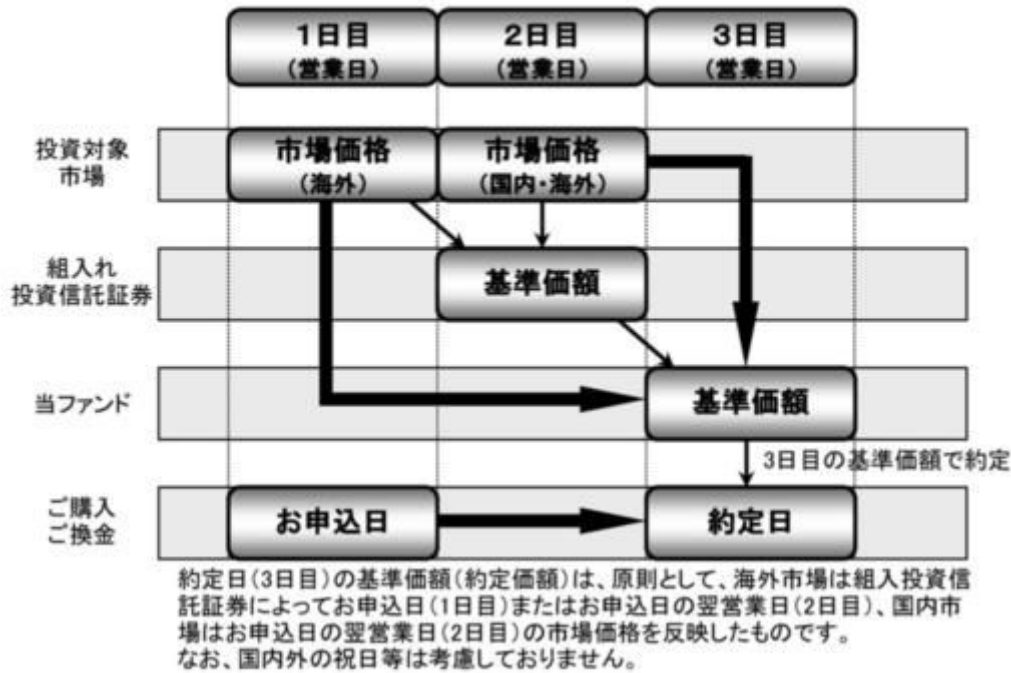 1日目 2日目 3日目
(営業日) (営業日) (営業日)
投資対象
市場
市場価格
(海外)
市場価格
(国内・海外)
組入れ
投資信託証券
基準価額
当ファンド
基準価額
3日目の基準価額で約定
ご購入
ご換金
お申込日
約定日
約定日(3日目)の基準価額(約定価額)は、原則として、海外市場は組入投資信
託証券によってお申込日(1日目)またはお申込日の翌営業日(2日目)、国内市
場はお申込日の翌営業日(2日目)の市場価格を反映したものです。
なお、国内外の祝日等は考慮しておりません。